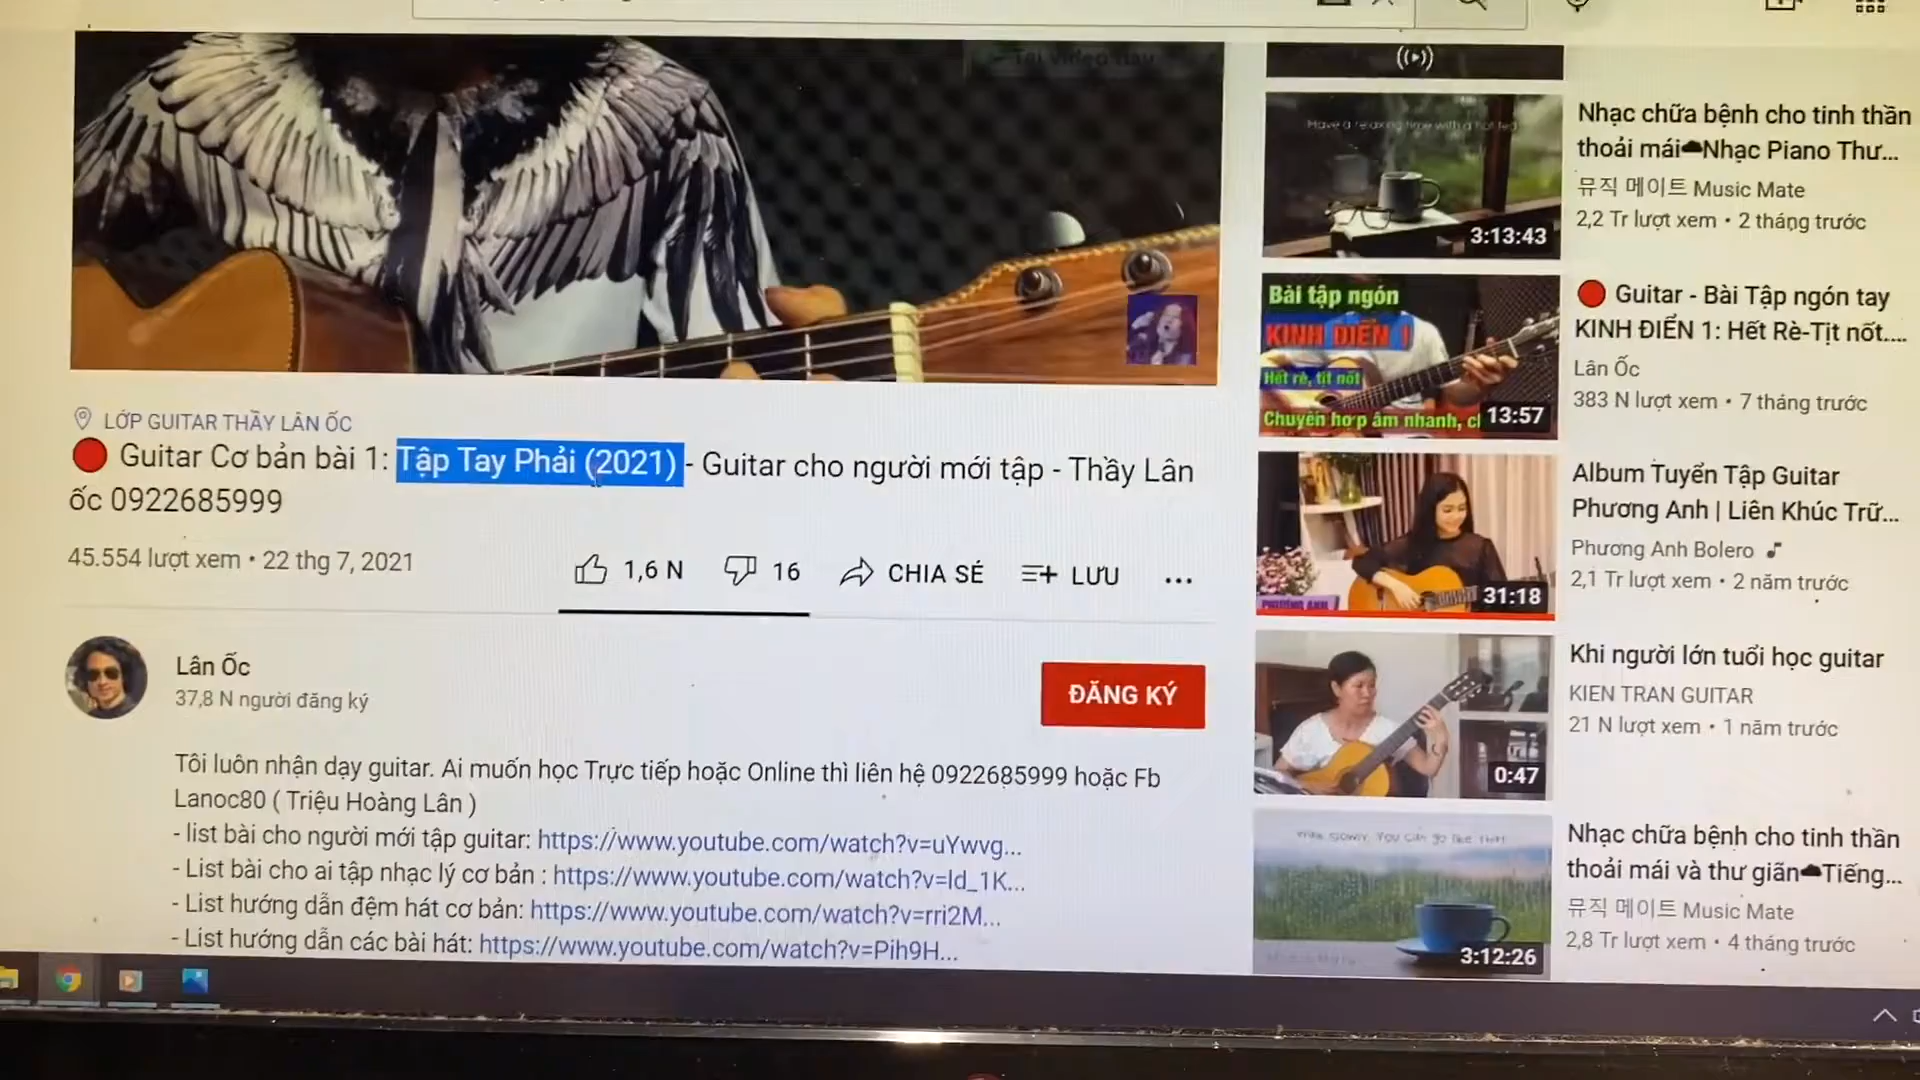 Tải video này
LỚP GUITAR THẦY LÂN ỐC
Guitar Cơ bản bài 1: Tập Tay Phải (2021) - Guitar cho người mới tập - Thầy Lân
ốc 0922685999
45.554 lượt xem • 22 thg 7, 2021
1,6 N
16
CHIA SẺ
LƯU
Lân Ốc
37,8 N người đăng ký
ĐĂNG KÝ
Tôi luôn nhận dạy guitar. Ai muốn học Trực tiếp hoặc Online thì liên hệ 0922685999 hoặc Fb
Lanoc80 ( Triệu Hoàng Lân )
- list bài cho người mới tập guitar: https://www.youtube.com/watch?v=uYwvg...
- List bài cho ai tập nhạc lý cơ bản : https://www.youtube.com/watch?v=ld_1K...
- List hướng dẫn đệm hát cơ bản: https://www.youtube.com/watch?v=rri2M...
- List hướng dẫn các bài hát: https://www.youtube.com/watch?v=Pih9H...
Have a relaxing time with a hot tea
3:13:43
Nhạc chữa bệnh cho tinh thần
thoải mái☁Nhạc Piano Thư...
뮤직 메이트 Music Mate
2,2 Tr lượt xem • 2 tháng trước
Bài tập ngón
KINH ĐIỂN 1
Hết rè, tịt nốt
Chuyển hợp âm nhanh, cl
13:57
Guitar - Bài Tập ngón tay
KINH ĐIỂN 1: Hết Rè-Tịt nốt....
Lân Ốc
383 N lượt xem • 7 tháng trước
PHƯƠNG ANH
31:18
Album Tuyển Tập Guitar
Phương Anh | Liên Khúc Trữ...
Phương Anh Bolero
2,1 Tr lượt xem • 2 năm trước
0:47
Khi người lớn tuổi học guitar
KIEN TRAN GUITAR
21 N lượt xem • 1 năm trước
3:12:26
Nhạc chữa bệnh cho tinh thần
thoải mái và thư giãn☁Tiếng...
뮤직 메이트 Music Mate
2,8 Tr lượt xem • 4 tháng trước